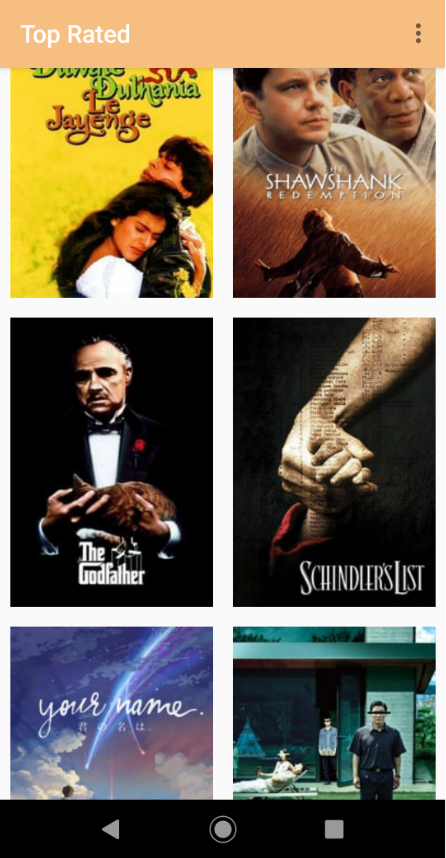 Top Rated
Dilwale
Dulhania
Le
Jayenge
THE
SHAWSHANK
REDEMPTION
The
Godfather
SCHINDLER'S LIST
your name.
君の名は。